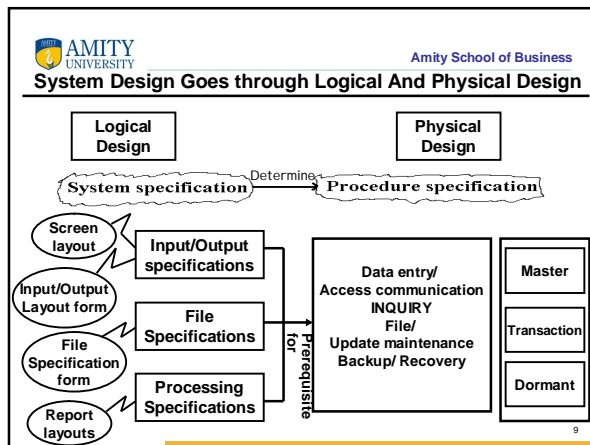 AMITY
UNIVERSITY
Amity School of Business
System Design Goes through Logical And Physical Design
Logical
Design
Physical
Design
System specification
Determine
Procedure specification
Screen
layout
Input/Output
Layout form
File
Specification
form
Report
layouts
Input/Output
specifications
File
Specifications
Processing
Specifications
Prerequisite
for
Data entry/
Access communication
INQUIRY
File/
Update maintenance
Backup/ Recovery
Master
Transaction
Dormant
9